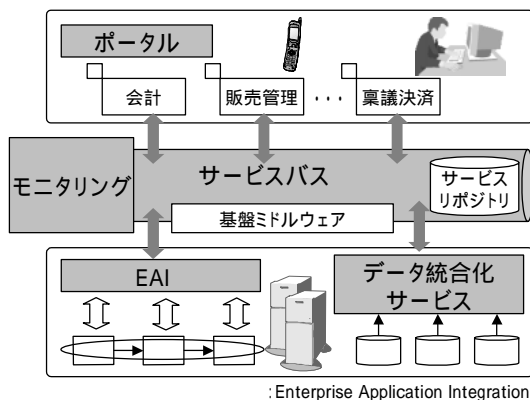 ポータル
会計
販売管理
・・・
稟議決済
モニタリング
サービスバス
サービス
リポジトリ
基盤ミドルウェア
EAI
データ統合化
サービス
: Enterprise Application Integration